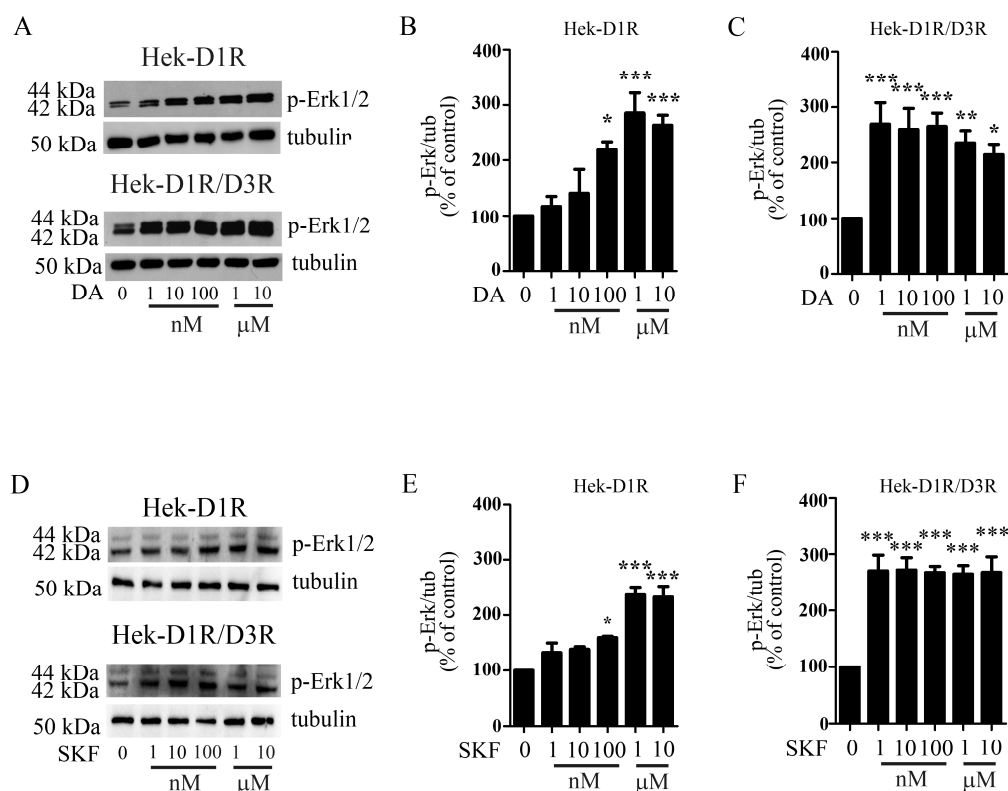 A
Hek-D1R
44 kDa
42 kDa
p-Erk1/2
50 kDa
tubulin
Hek-D1R/D3R
44 kDa
42 kDa
p-Erk1/2
50 kDa
tubulin
DA 0 1 10 100 1 10
nM μM
B
Hek-D1R
p-Erk/tub
(% of control)
400
300
200
100
0
*
***
***
DA 0 1 10 100 1 10
nM μM
C
Hek-D1R/D3R
p-Erk/tub
(% of control)
400
300
200
100
0
***
***
***
**
*
DA 0 1 10 100 1 10
nM μM
D
Hek-D1R
44 kDa
42 kDa
p-Erk1/2
50 kDa
tubulin
Hek-D1R/D3R
44 kDa
42 kDa
p-Erk1/2
50 kDa
tubulin
SKF 0 1 10 100 1 10
nM μM
E
Hek-D1R
p-Erk/tub
(% of control)
400
300
200
100
0
*
***
***
SKF 0 1 10 100 1 10
nM μM
F
Hek-D1R/D3R
p-Erk/tub
(% of control)
400
300
200
100
0
***
***
***
***
***
SKF 0 1 10 100 1 10
nM μM